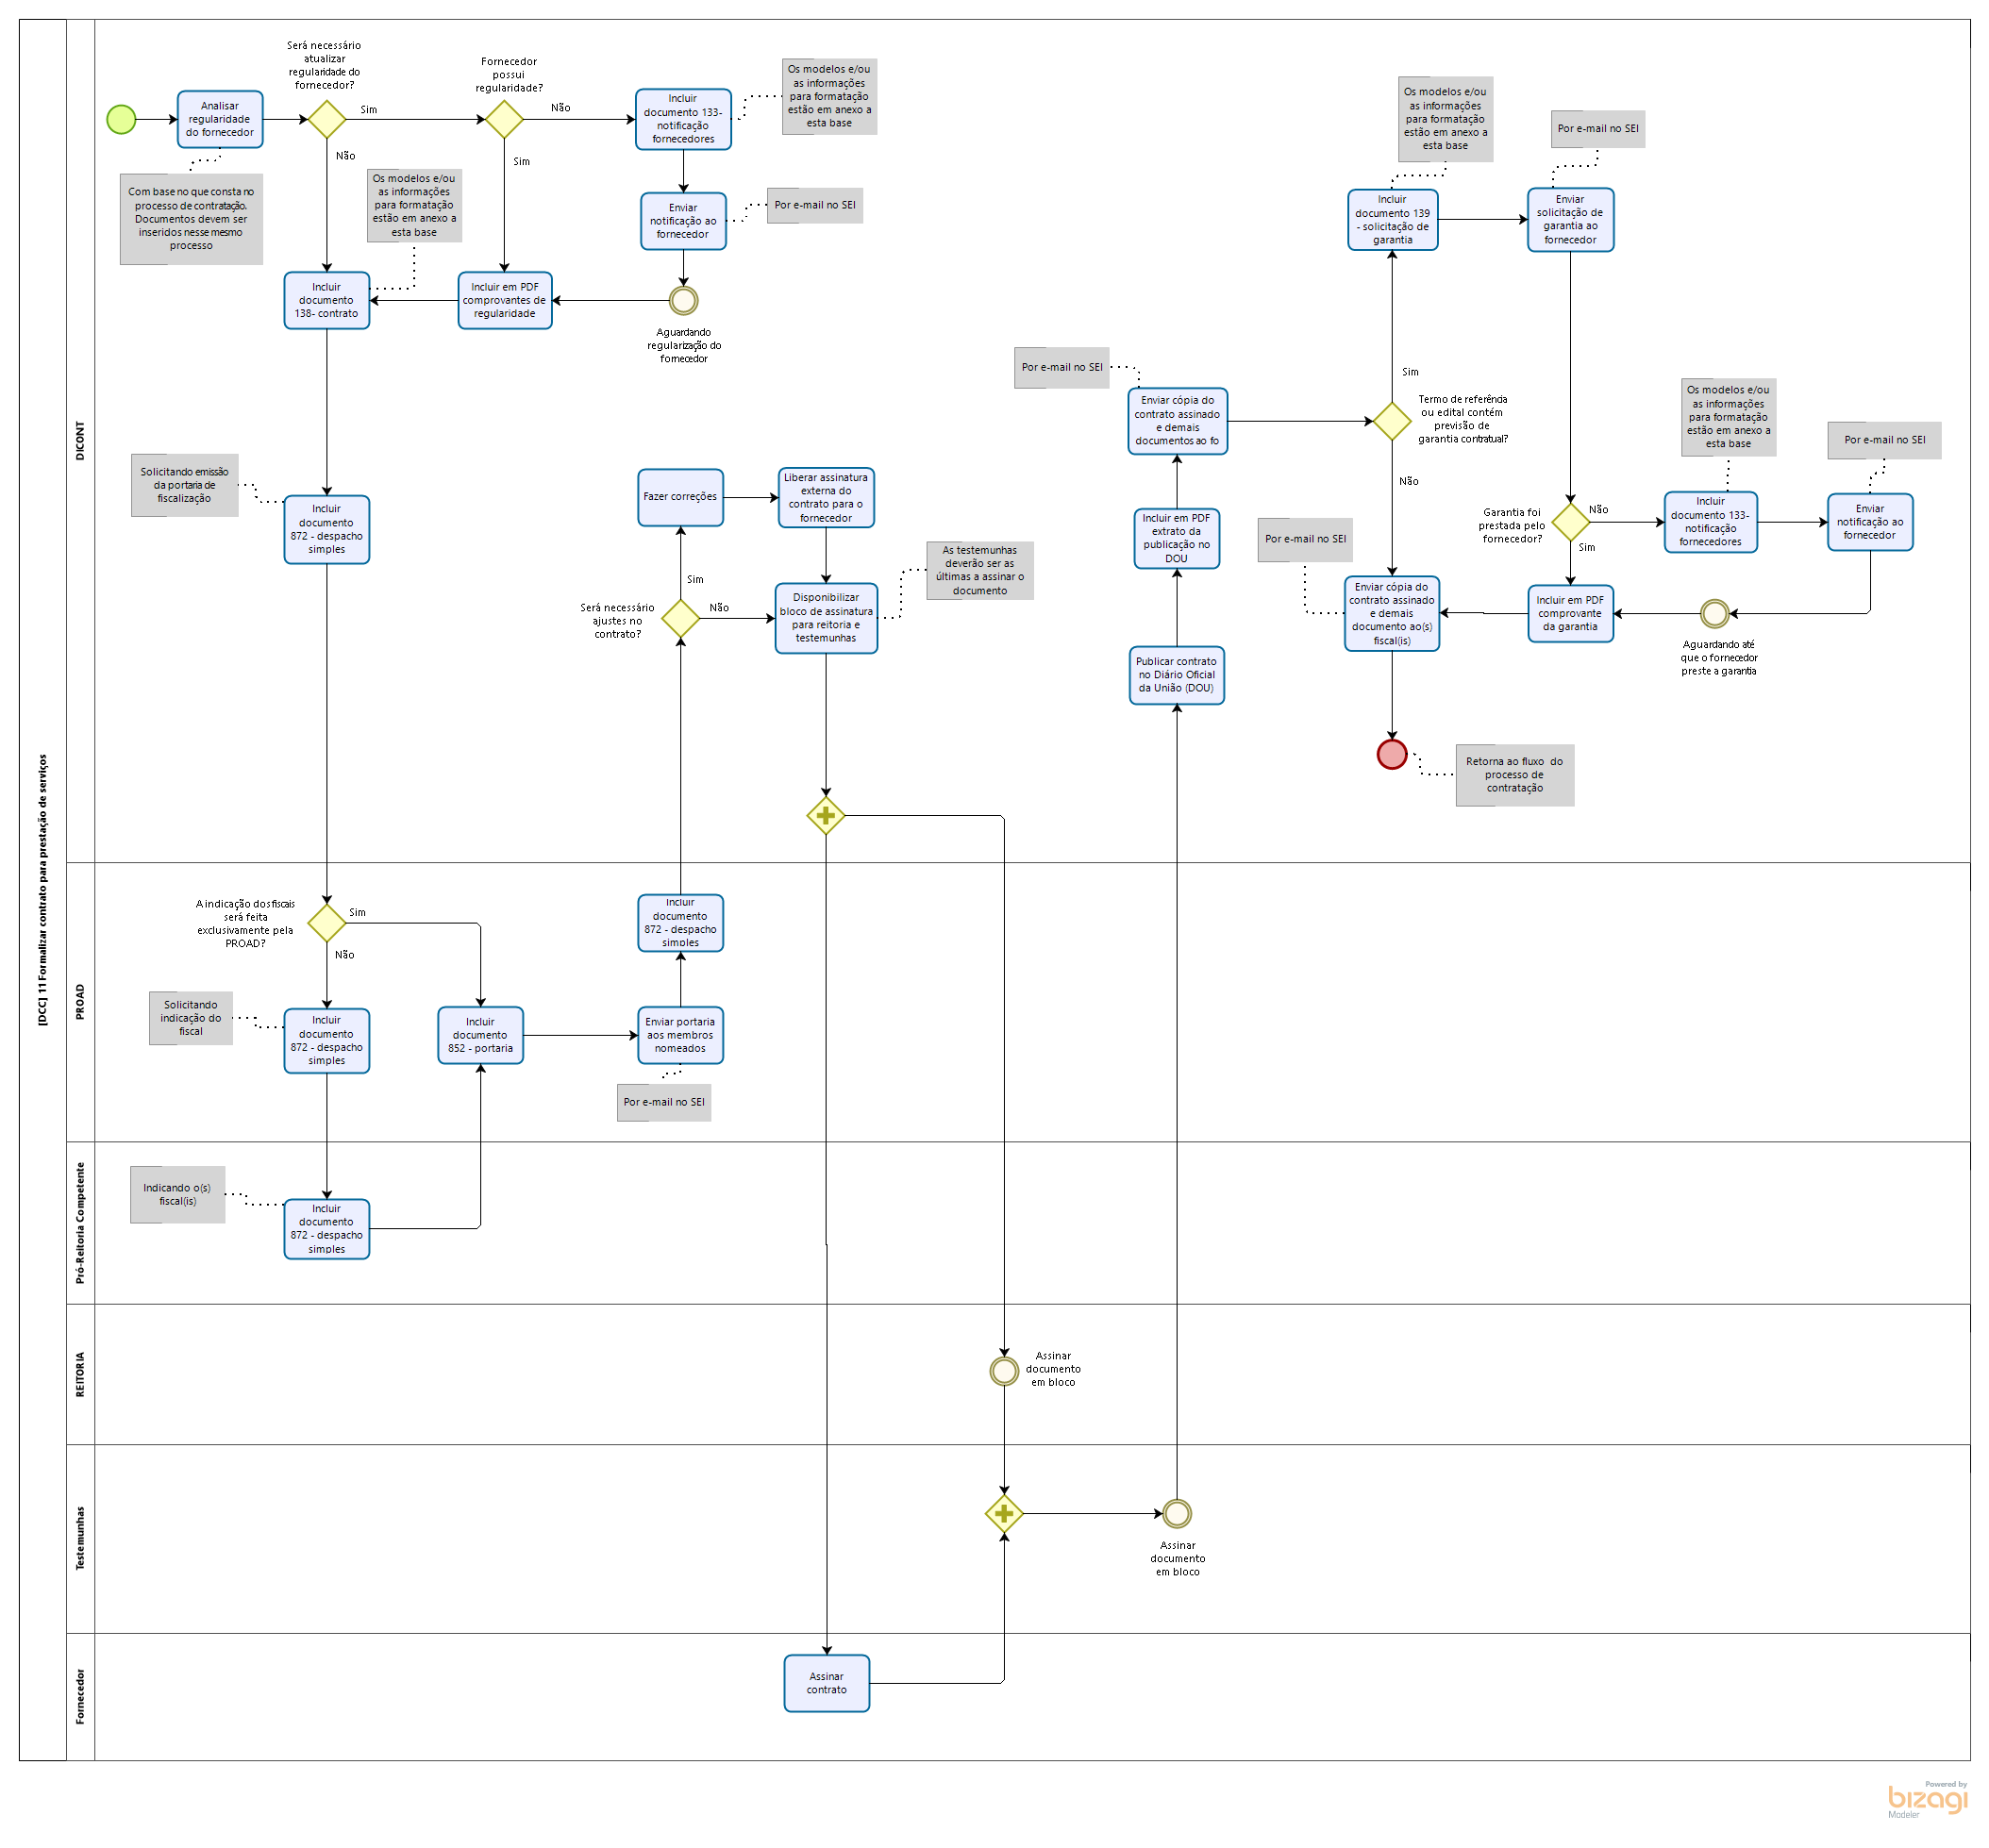 [DCC] 11 Formalizar contrato para prestação de serviços
DICONT
Será necessário
atualizar
regularidade do
fornecedor?
Fornecedor
possui
regularidade?
Os modelos e/ou
as informações
para formatação
estão em anexo a
esta base
Analisar
regularidade
do fornecedor
Sim
Não
Incluir
documento 133-
notificação
fornecedores
Não
Sim
Com base no que consta no
processo de contratação.
Documentos devem ser
inseridos nesse mesmo
processo
Os modelos e/ou
as informações
para formatação
estão em anexo a
esta base
Enviar
notificação ao
fornecedor
Por e-mail no SEI
Incluir
documento
138- contrato
Incluir em PDF
comprovantes de
regularidade
Aguardando
regularização do
fornecedor
Solicitando emissão
da portaria de
fiscalização
Incluir
documento
872 - despacho
simples
Fazer correções
Liberar assinatura
externa do
contrato para o
fornecedor
As testemunhas
deverão ser as
últimas a assinar o
documento
Sim
Será necessário
ajustes no
contrato?
Não
Disponibilizar
bloco de assinatura
para reitoria e
testemunhas
Os modelos e/ou
as informações
para formatação
estão em anexo a
esta base
Por e-mail no SEI
Incluir
documento 139
- solicitação de
garantia
Enviar
solicitação de
garantia ao
fornecedor
Por e-mail no SEI
Enviar cópia do
contrato assinado
e demais
documentos ao fo
Sim
Termo de referência
ou edital contém
previsão de
garantia contratual?
Não
Os modelos e/ou
as informações
para formatação
estão em anexo a
esta base
Por e-mail no SEI
Incluir em PDF
extrato da
publicação no
DOU
Por e-mail no SEI
Garantia foi
prestada pelo
fornecedor?
Não
Sim
Incluir
documento 133-
notificação
fornecedores
Enviar
notificação ao
fornecedor
Enviar cópia do
contrato assinado
e demais
documento ao(s)
fiscal(is)
Incluir em PDF
comprovante
da garantia
Aguardando até
que o fornecedor
preste a garantia
Publicar contrato
no Diário Oficial
da União (DOU)
Retorna ao fluxo do
processo de
contratação
PROAD
A indicação dos fiscais
será feita
exclusivamente pela
PROAD?
Sim
Não
Incluir
documento
872 - despacho
simples
Solicitando
indicação do
fiscal
Incluir
documento
872 - despacho
simples
Incluir
documento
852 - portaria
Enviar portaria
aos membros
nomeados
Por e-mail no SEI
Pró-Reitoria Competente
Indicando o(s)
fiscal(is)
Incluir
documento
872 - despacho
simples
REITORIA
Assinar
documento
em bloco
Testemunhas
Assinar
documento
em bloco
Fornecedor
Assinar
contrato
Powered by
bizagi
Modeler